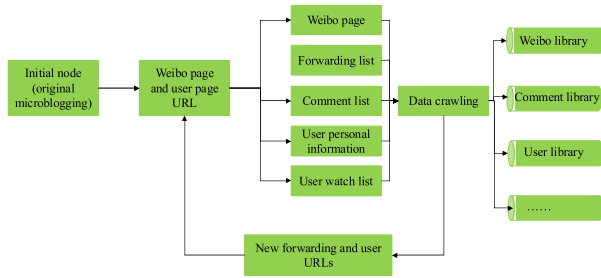 Initial node
(original
microblogging)
Weibo page
and user page
URL
Weibo page
Forwarding list
Comment list
User personal
information
User watch list
Data crawling
Weibo library
Comment library
User library
……
New forwarding and user
URLs